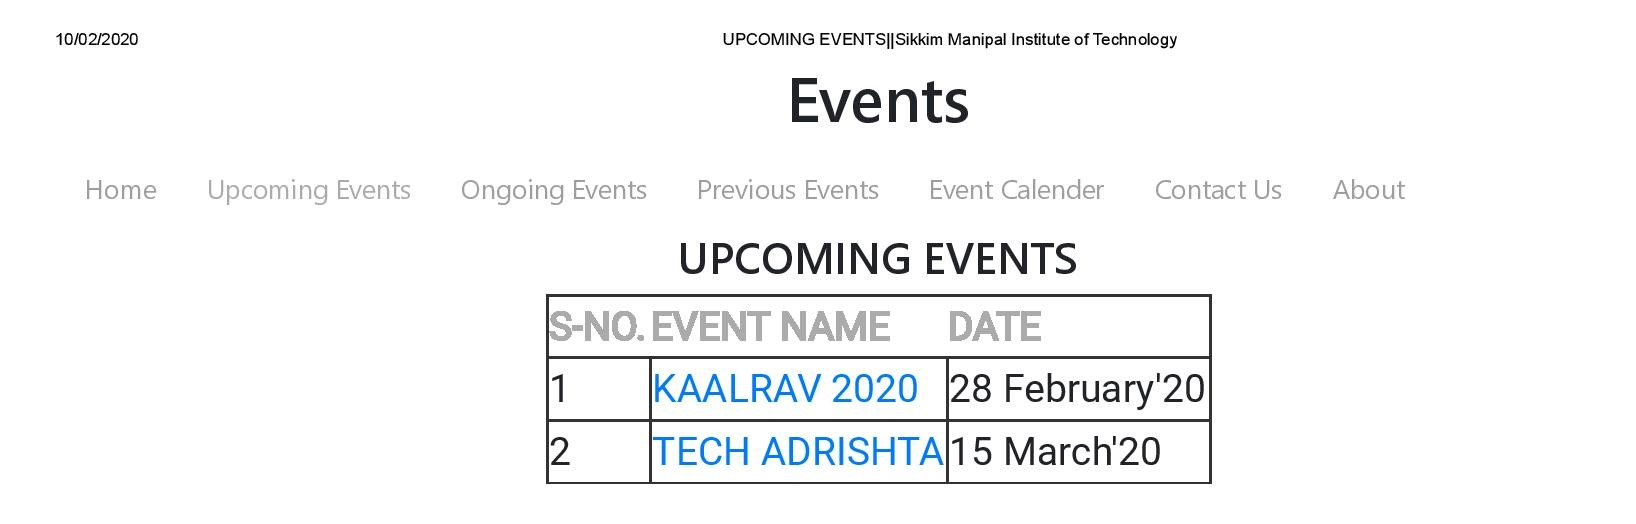 10/02/2020 UPCOMING EVENTS||Sikkim Manipal Institute of Technology
Events
Home Upcoming Events Ongoing Events Previous Events Event Calender Contact Us About
UPCOMING EVENTS
S-NO. EVENT NAME DATE
1 KAALRAV 2020 28 February'20
2 TECH ADRISHTA 15 March'20